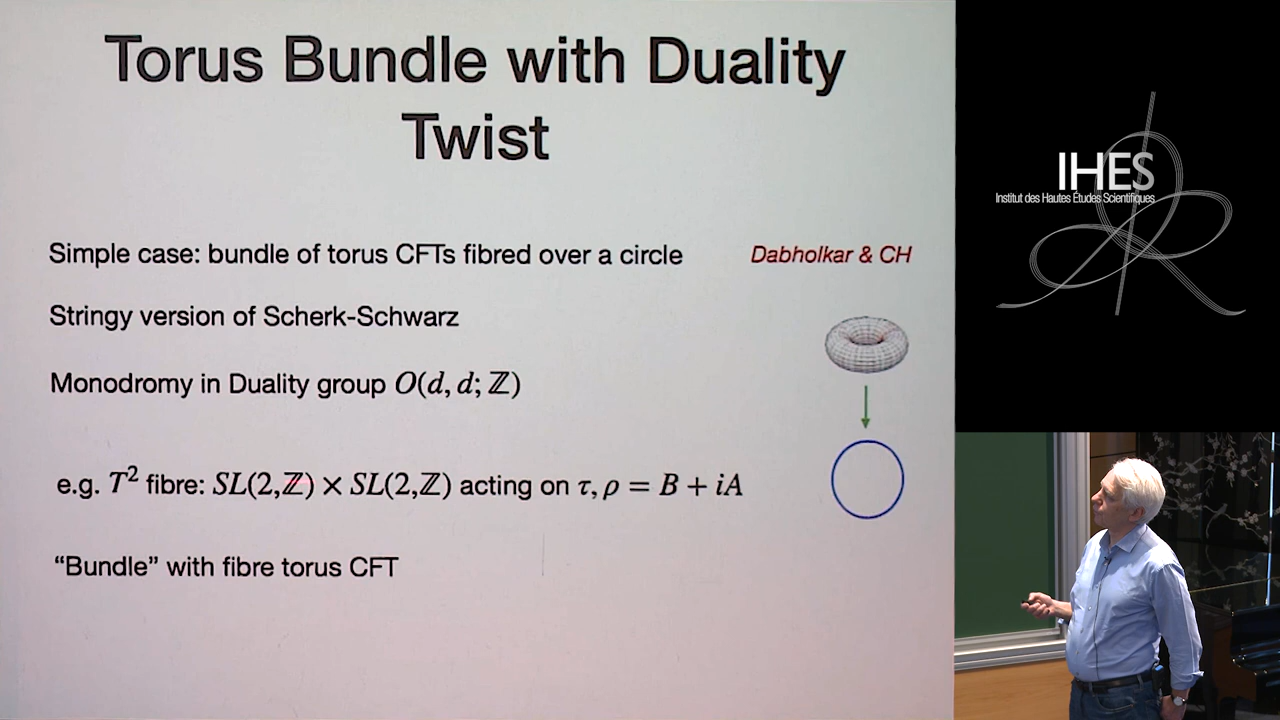 Torus Bundle with Duality
Twist
Simple case: bundle of torus CFTs fibred over a circle
Dabholkar & CH
Stringy version of Scherk-Schwarz
Monodromy in Duality group O(d, d; ℤ)
e.g. T² fibre: SL(2,ℤ) × SL(2,ℤ) acting on τ, ρ = B + iA
“Bundle” with fibre torus CFT
IHES
Institut des Hautes Études Scientifiques